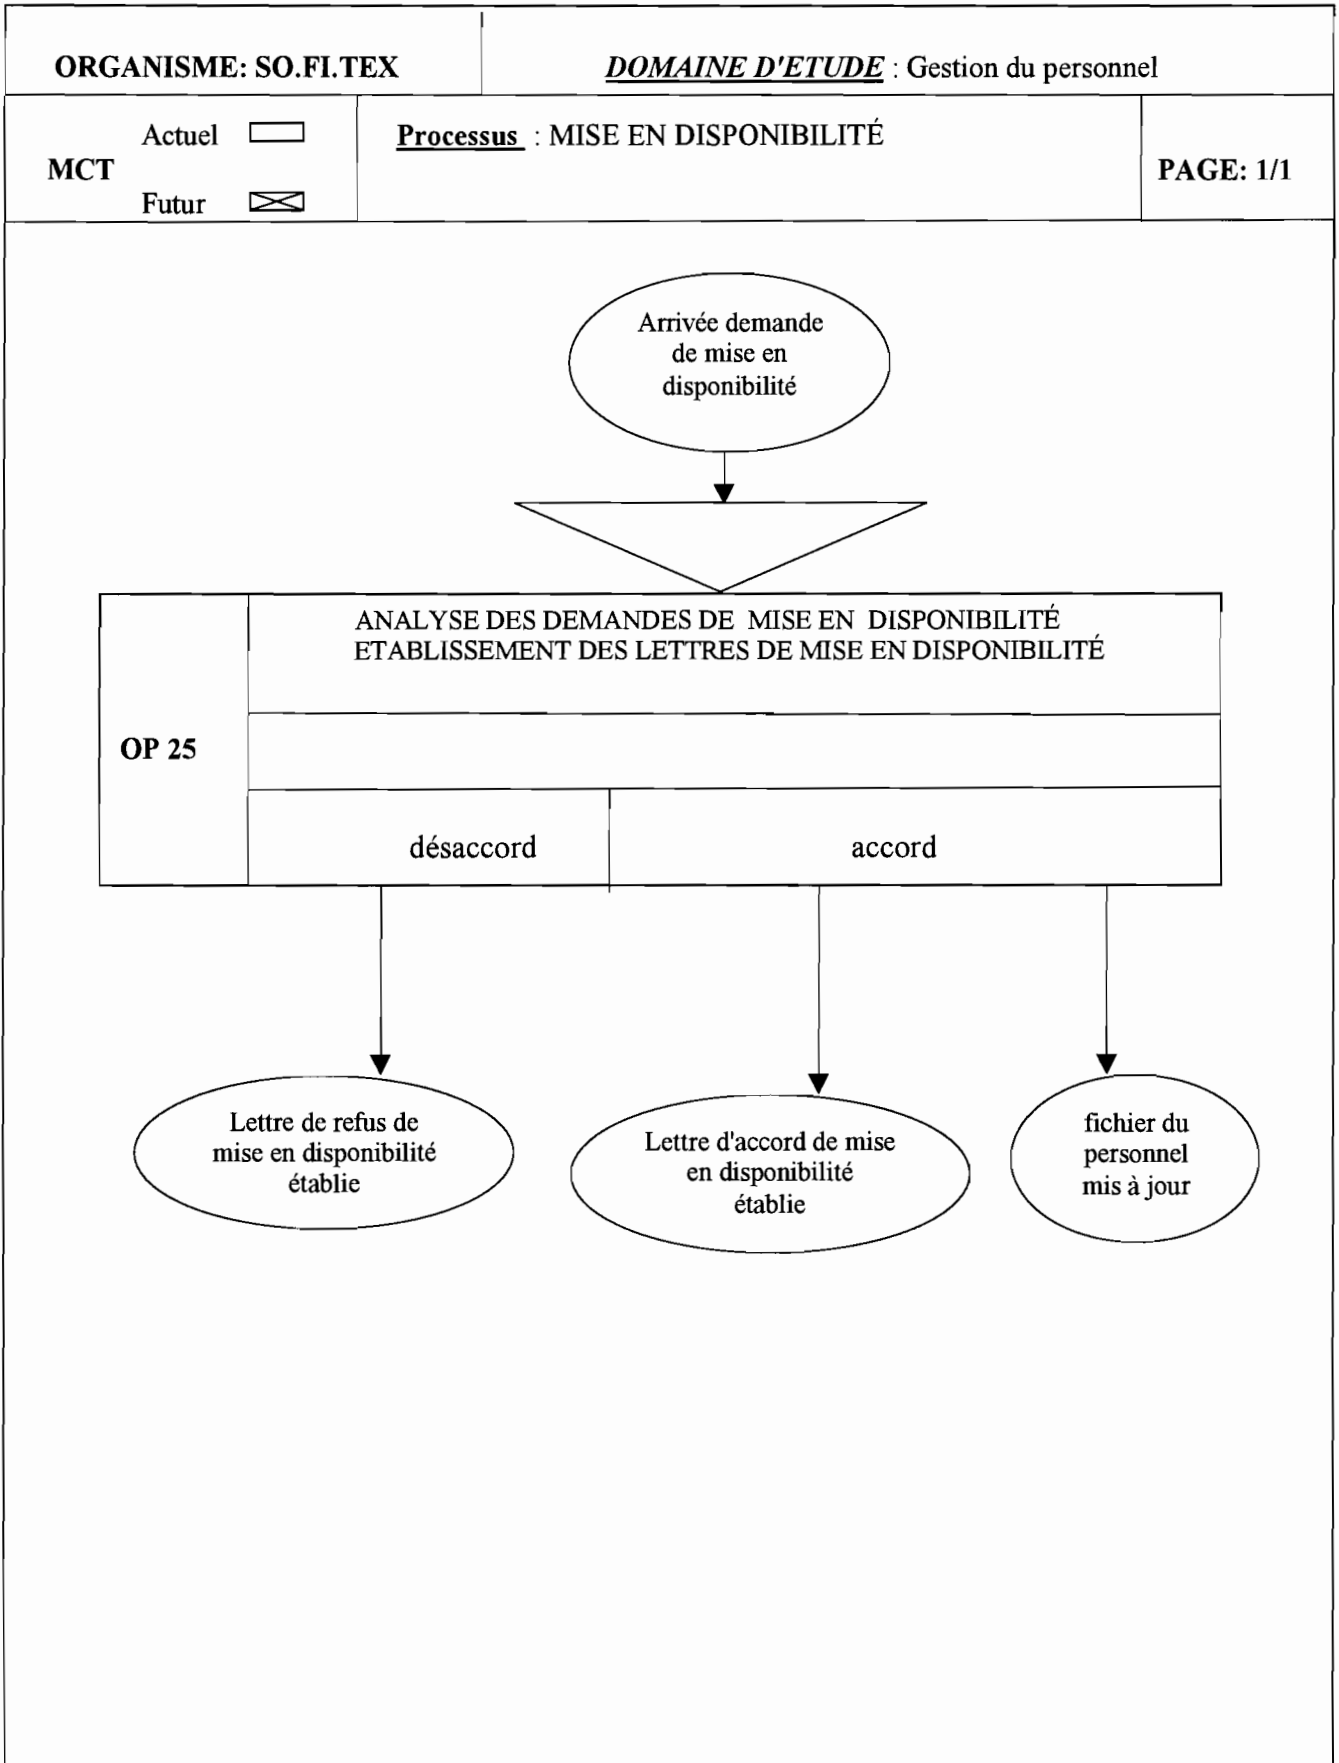 ORGANISME: SO.FI.TEX
DOMAINE D'ETUDE : Gestion du personnel
Actuel
MCT
Futur
Processus : MISE EN DISPONIBILITÉ
PAGE: 1/1
Arrivée demande
de mise en
disponibilité
ANALYSE DES DEMANDES DE MISE EN DISPONIBILITÉ
ETABLISSEMENT DES LETTRES DE MISE EN DISPONIBILITÉ
OP 25
désaccord
accord
Lettre de refus de
mise en disponibilité
établie
Lettre d'accord de mise
en disponibilité
établie
fichier du
personnel
mis à jour